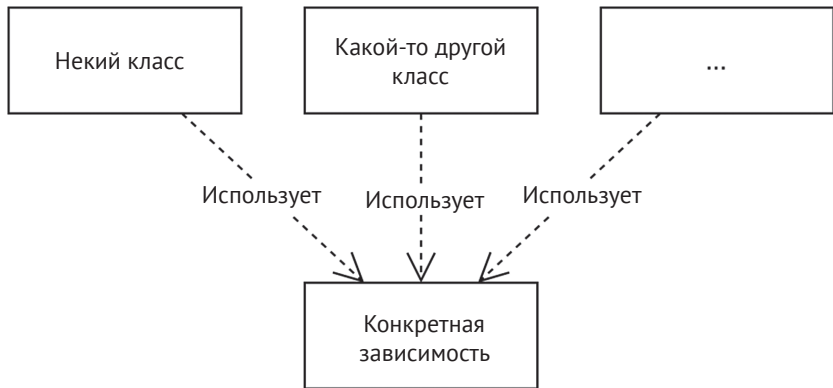 Некий класс
Какой-то другой
класс
...
Использует
Использует
Использует
Конкретная
зависимость